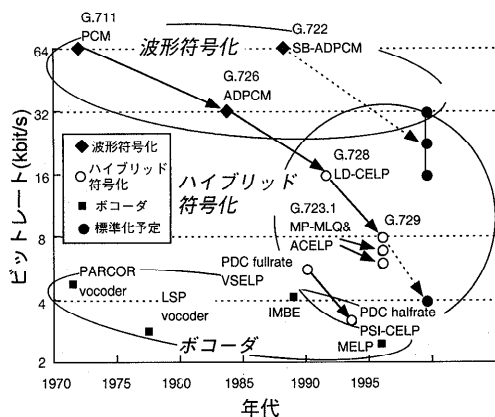 G.711
PCM
波形符号化
G.722
SB-ADPCM
G.726
ADPCM
64
32
16
8
4
2
ビットレート(kbit/s)
波形符号化
ハイブリッド
符号化
ボコーダ
標準化予定
ハイブリッド
符号化
G.728
LD-CELP
G.723.1
MP-MLQ&
ACELP
G.729
PARCOR
vocoder
LSP
vocoder
PDC fullrate
VSELP
IMBE
PDC halfrate
PSI-CELP
MELP
ボコーダ
1970
1975
1980
1985
1990
1995
年代